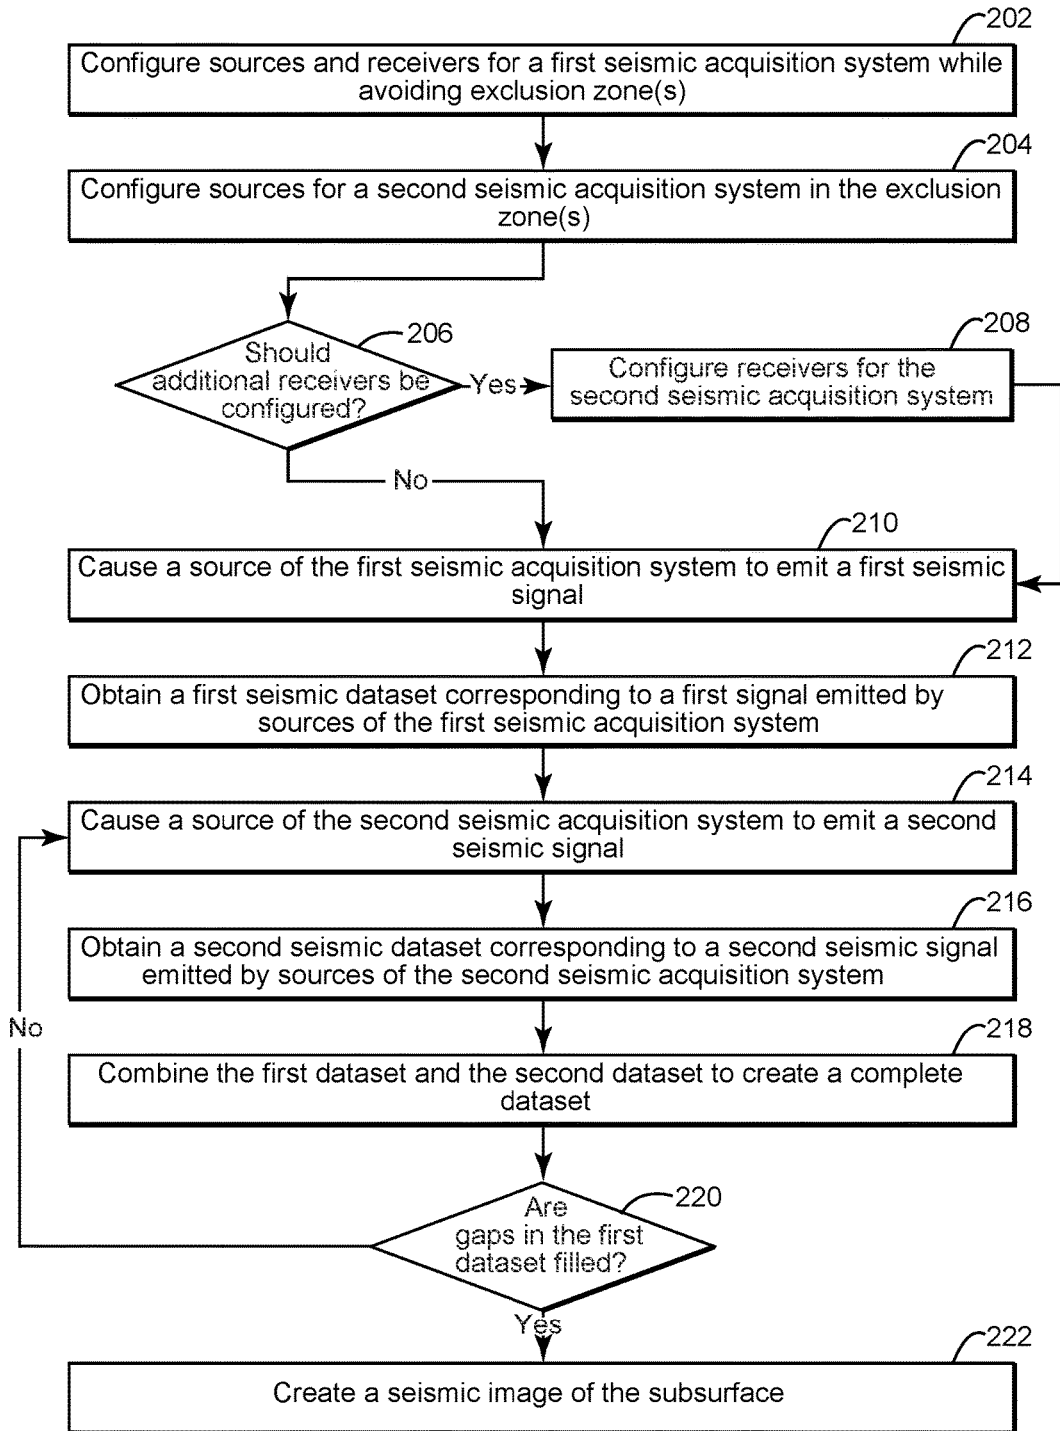 202
Configure sources and receivers for a first seismic acquisition system while
avoiding exclusion zone(s)
204
Configure sources for a second seismic acquisition system in the exclusion
zone(s)
206
Should
additional receivers be
configured?
Yes
208
Configure receivers for the
second seismic acquisition system
No
210
Cause a source of the first seismic acquisition system to emit a first seismic
signal
212
Obtain a first seismic dataset corresponding to a first signal emitted by
sources of the first seismic acquisition system
214
Cause a source of the second seismic acquisition system to emit a second
seismic signal
216
Obtain a second seismic dataset corresponding to a second seismic signal
emitted by sources of the second seismic acquisition system
No
218
Combine the first dataset and the second dataset to create a complete
dataset
220
Are
gaps in the first
dataset filled?
Yes
222
Create a seismic image of the subsurface